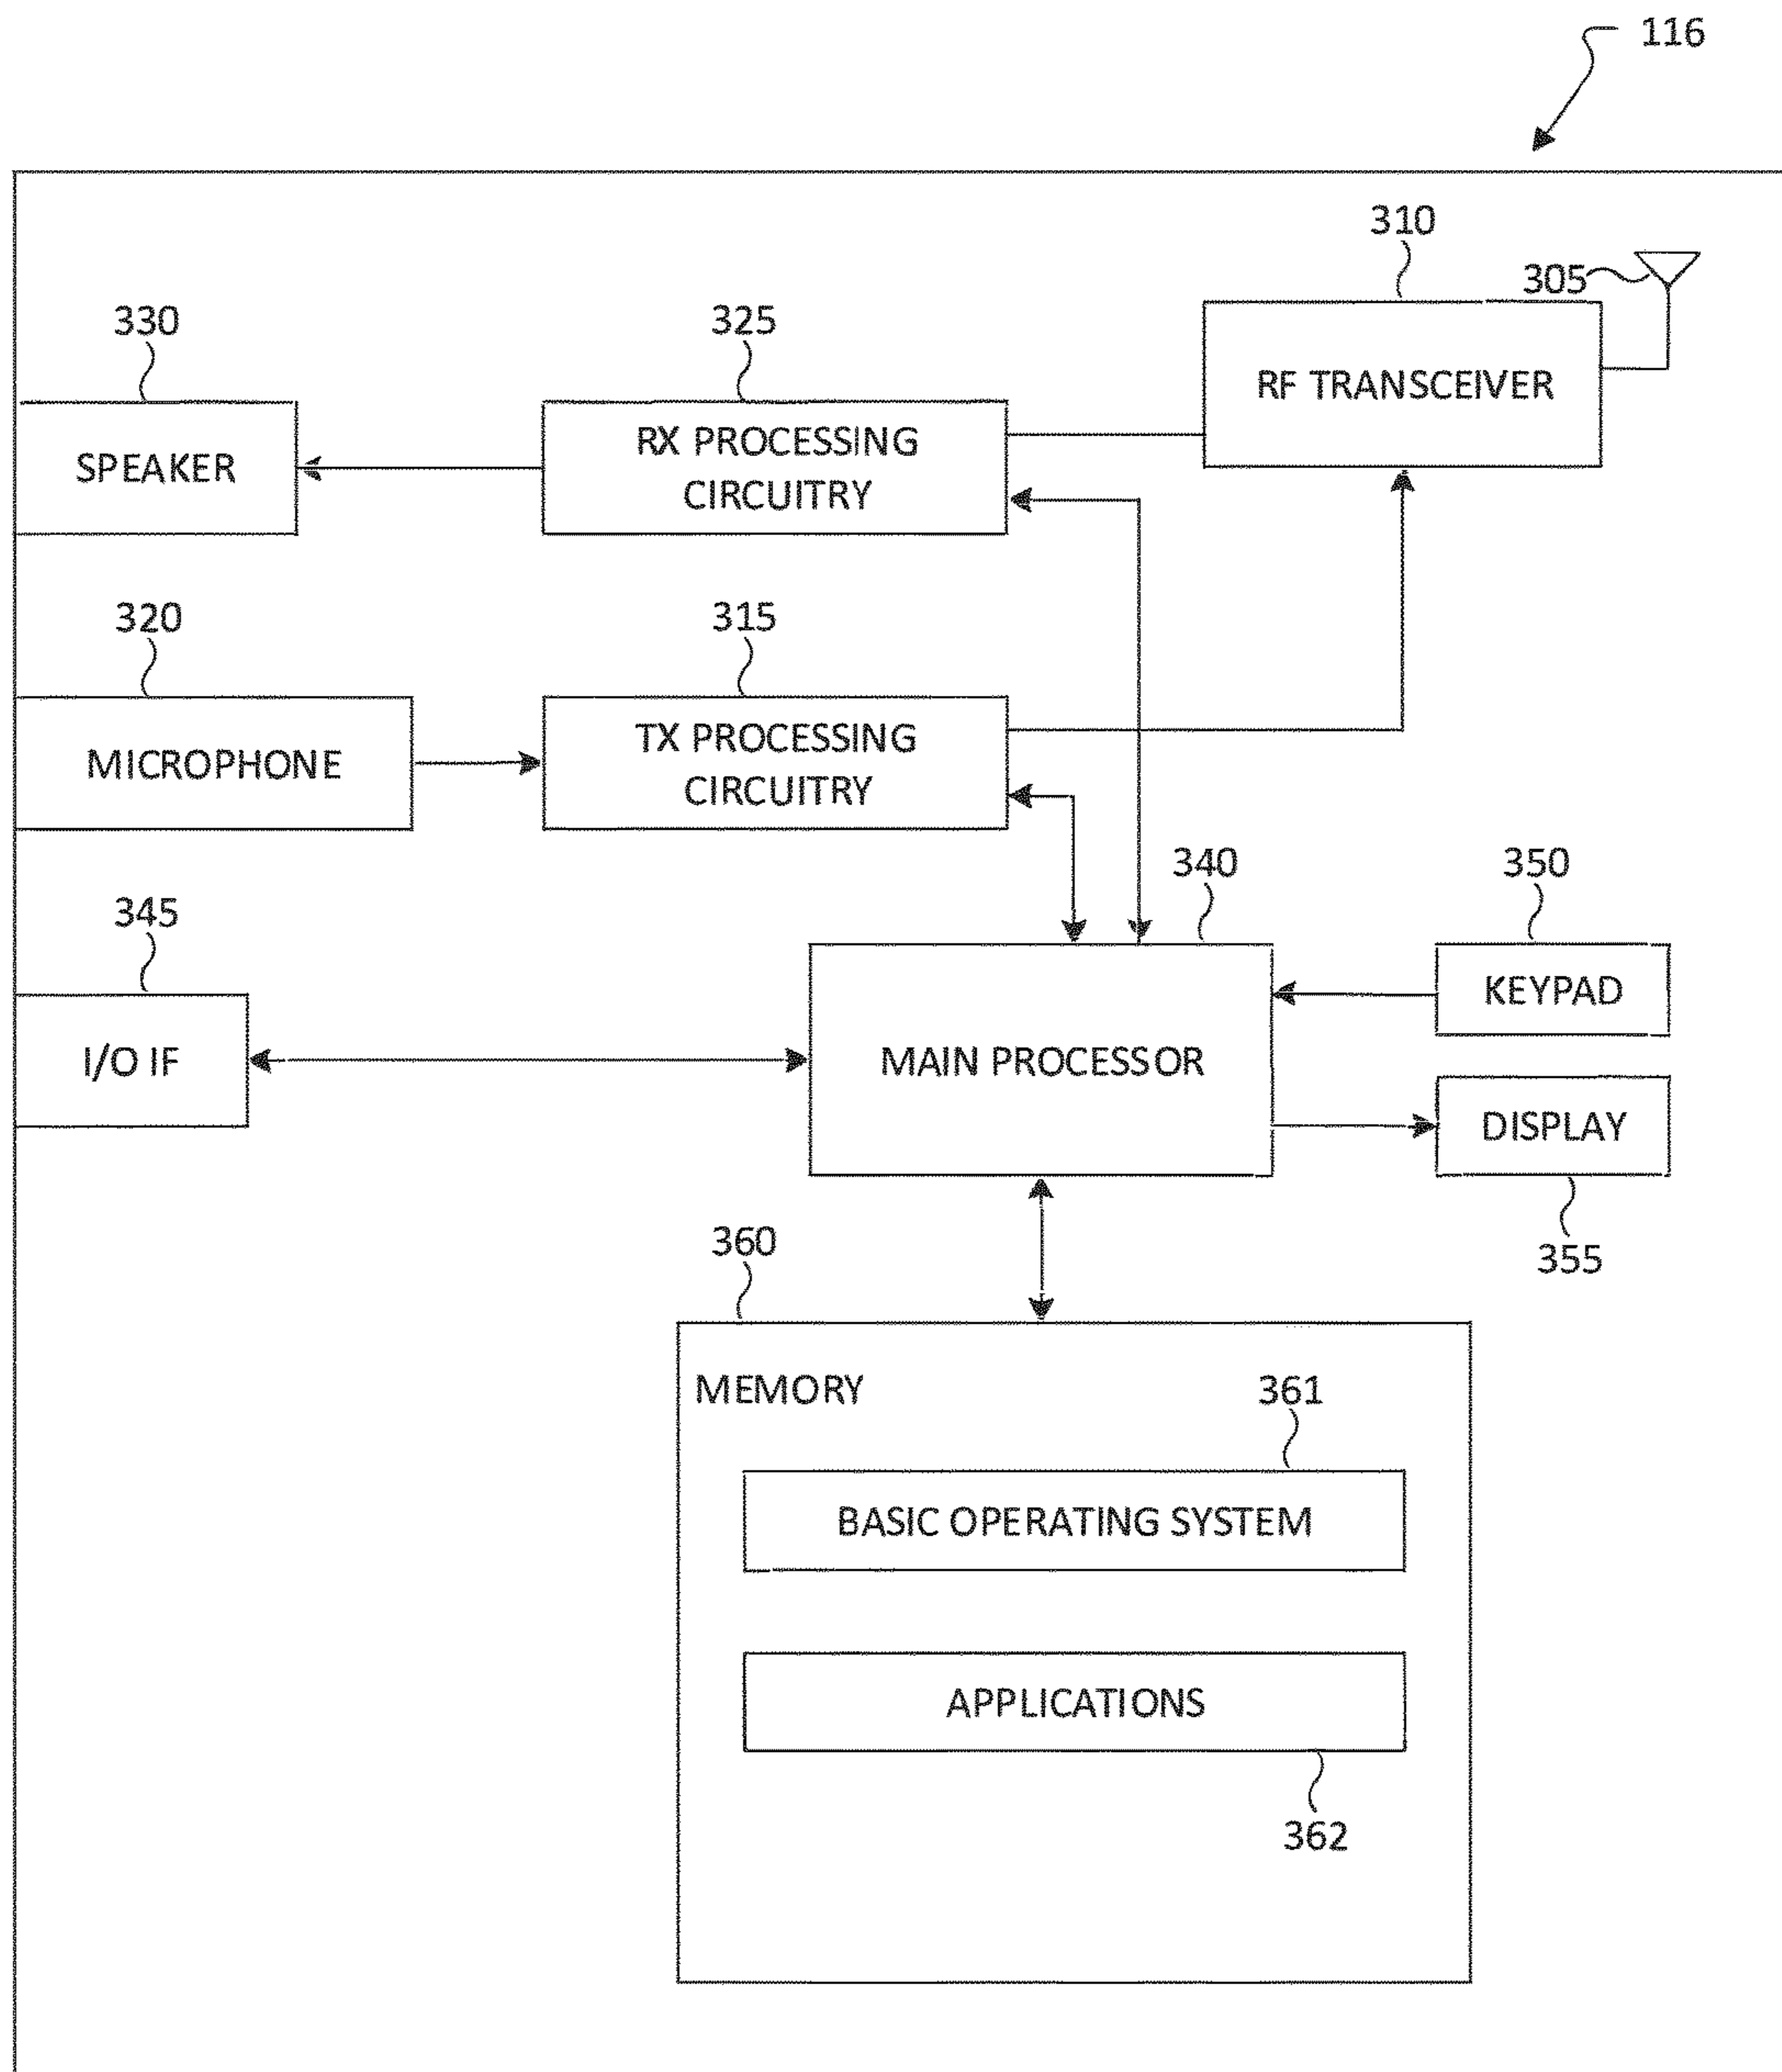 116
310
305
330
325
RF TRANSCEIVER
SPEAKER
RX PROCESSING
CIRCUITRY
320
315
MICROPHONE
TX PROCESSING
CIRCUITRY
345
340
350
I/O IF
MAIN PROCESSOR
KEYPAD
DISPLAY
355
360
MEMORY
361
BASIC OPERATING SYSTEM
APPLICATIONS
362